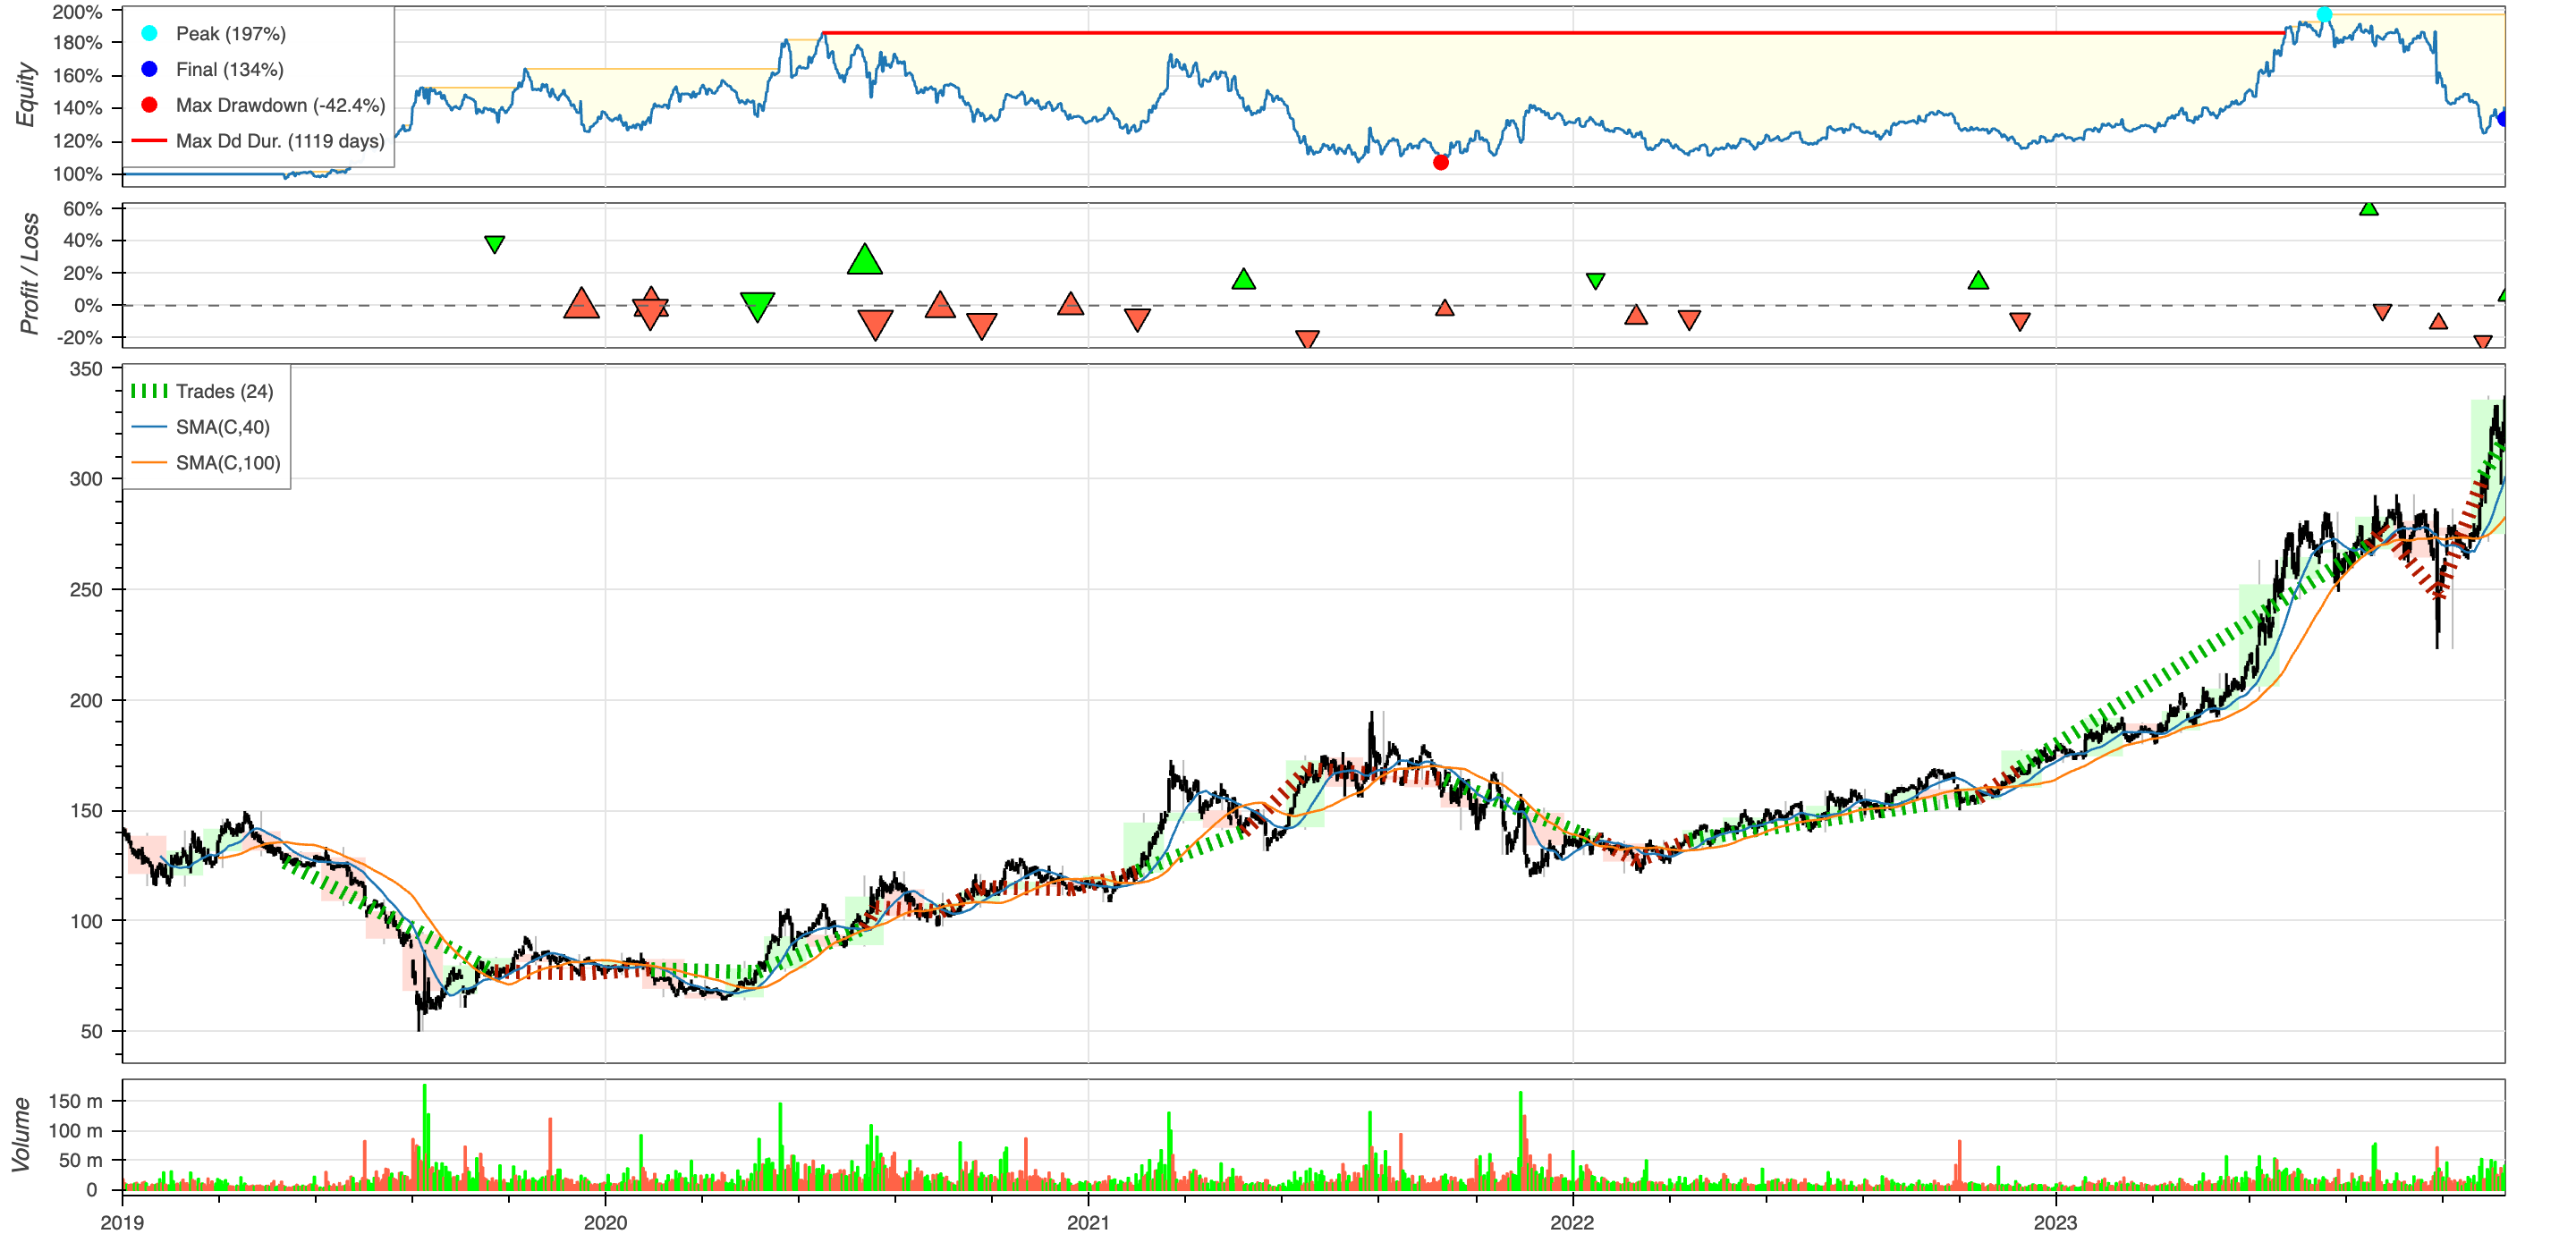 Equity
200%
180%
160%
140%
120%
100%
Peak (197%)
Final (134%)
Max Drawdown (-42.4%)
Max Dd Dur. (1119 days)
Profit / Loss
60%
40%
20%
0%
-20%
350
300
250
200
150
100
50
Trades (24)
SMA(C,40)
SMA(C,100)
Volume
150 m
100 m
50 m
0
2019
2020
2021
2022
2023